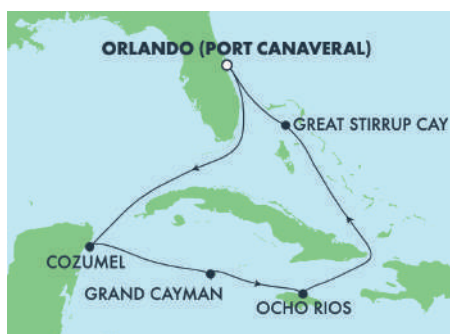 ORLANDO (PORT CANAVERAL)
GREAT STIRRUP CAY
COZUMEL
GRAND CAYMAN
OCHO RIOS